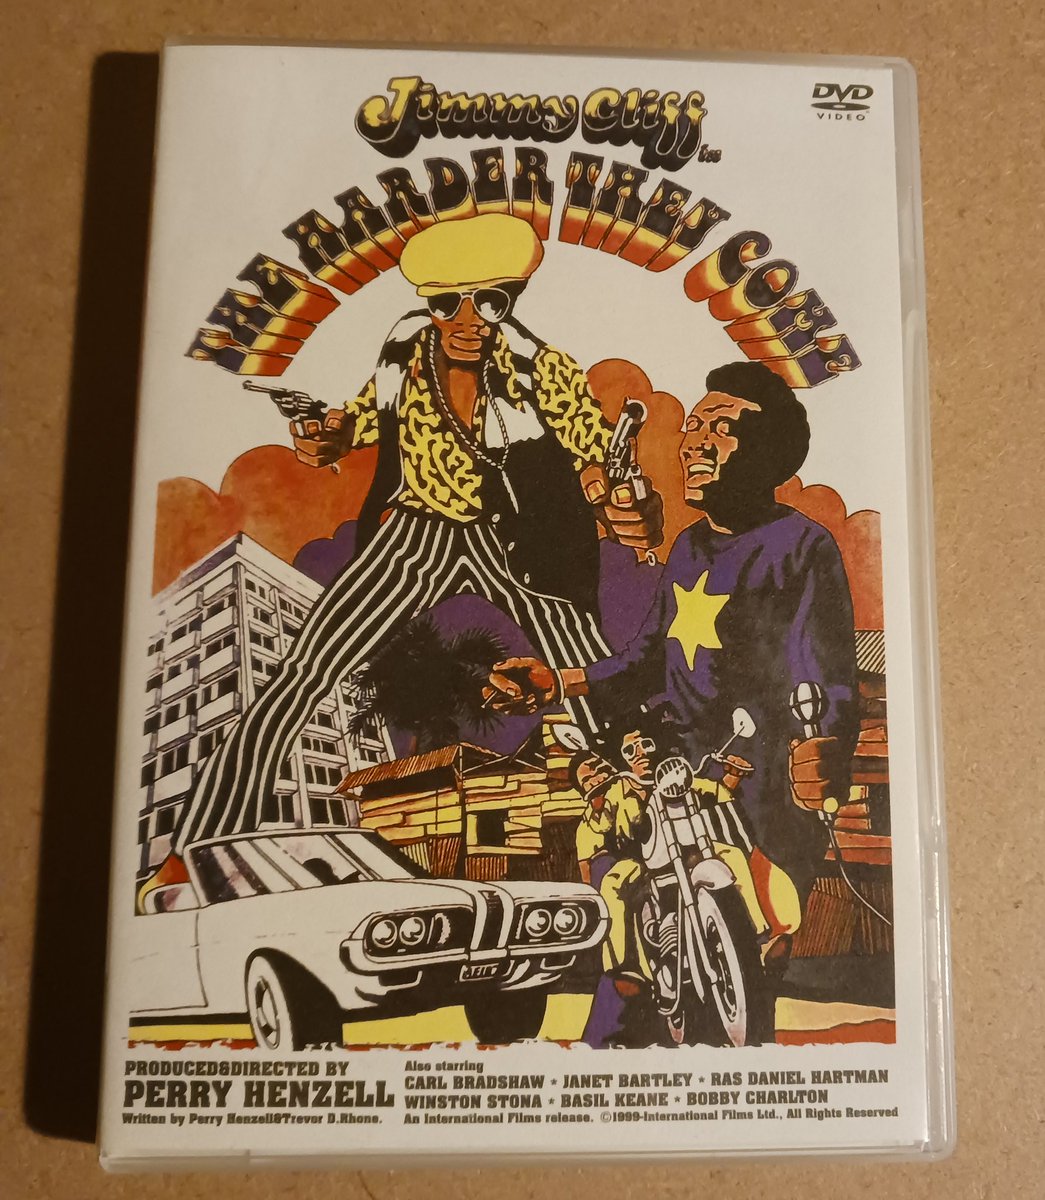 Jimmy Cliff in
DVD
VIDEO
THE HARDER THEY COME
PRODUCED&DIRECTED BY
PERRY HENZELL
Written by Perry Henzell&Trevor D.Rhone.
Also starring
CARL BRADSHAW ★ JANET BARTLEY ★ RAS DANIEL HARTMAN
WINSTON STONA ★ BASIL KEANE ★ BOBBY CHARLTON
An International Films release. ©1999-International Films Ltd., All Rights Reserved